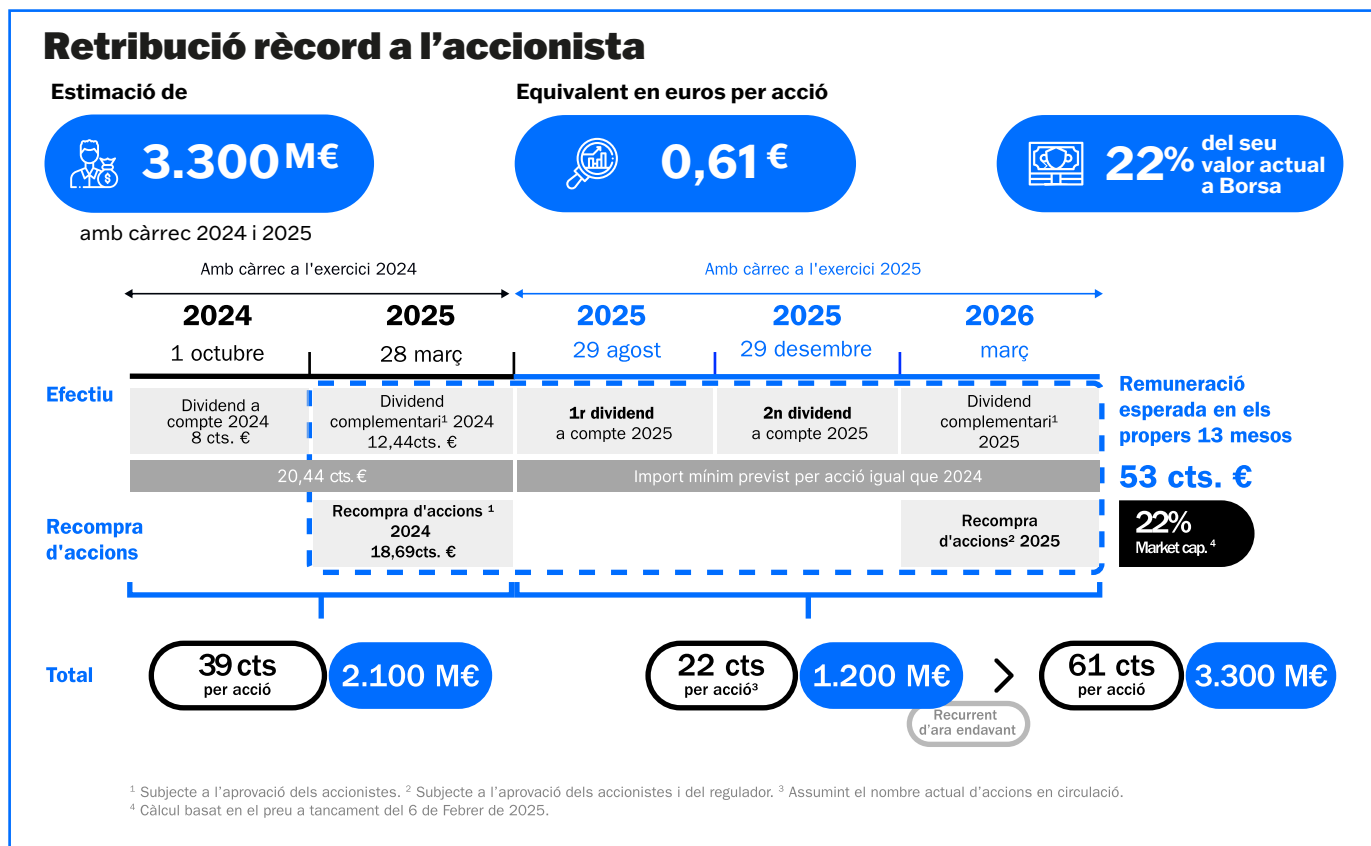 Retribució rècord a l'accionista
Estimació de
3.300 M€
amb càrrec 2024 i 2025
Equivalent en euros per acció
0,61 €
22% del seu
valor actual
a Borsa
Amb càrrec a l'exercici 2024
Amb càrrec a l'exercici 2025
2024
1 octubre
2025
28 març
2025
29 agost
2025
29 desembre
2026
març
Efectiu
Dividend a
compte 2024
8 cts. €
Dividend
complementari¹ 2024
12,44cts. €
1r dividend
a compte 2025
2n dividend
a compte 2025
Dividend
complementari¹
2025
20,44 cts. €
Import mínim previst per acció igual que 2024
Remuneració
esperada en els
propers 13 mesos
53 cts. €
22%
Market cap. ⁴
Recompra
d'accions
Recompra d'accions ¹
2024
18,69cts. €
Recompra
d'accions² 2025
Total
39 cts
per acció
2.100 M€
22 cts
per acció³
1.200 M€
Recurrent
d'ara endavant
>
61 cts
per acció
3.300 M€
¹ Subjecte a l'aprovació dels accionistes. ² Subjecte a l'aprovació dels accionistes i del regulador. ³ Assumint el nombre actual d'accions en circulació.
⁴ Càlcul basat en el preu a tancament del 6 de Febrer de 2025.